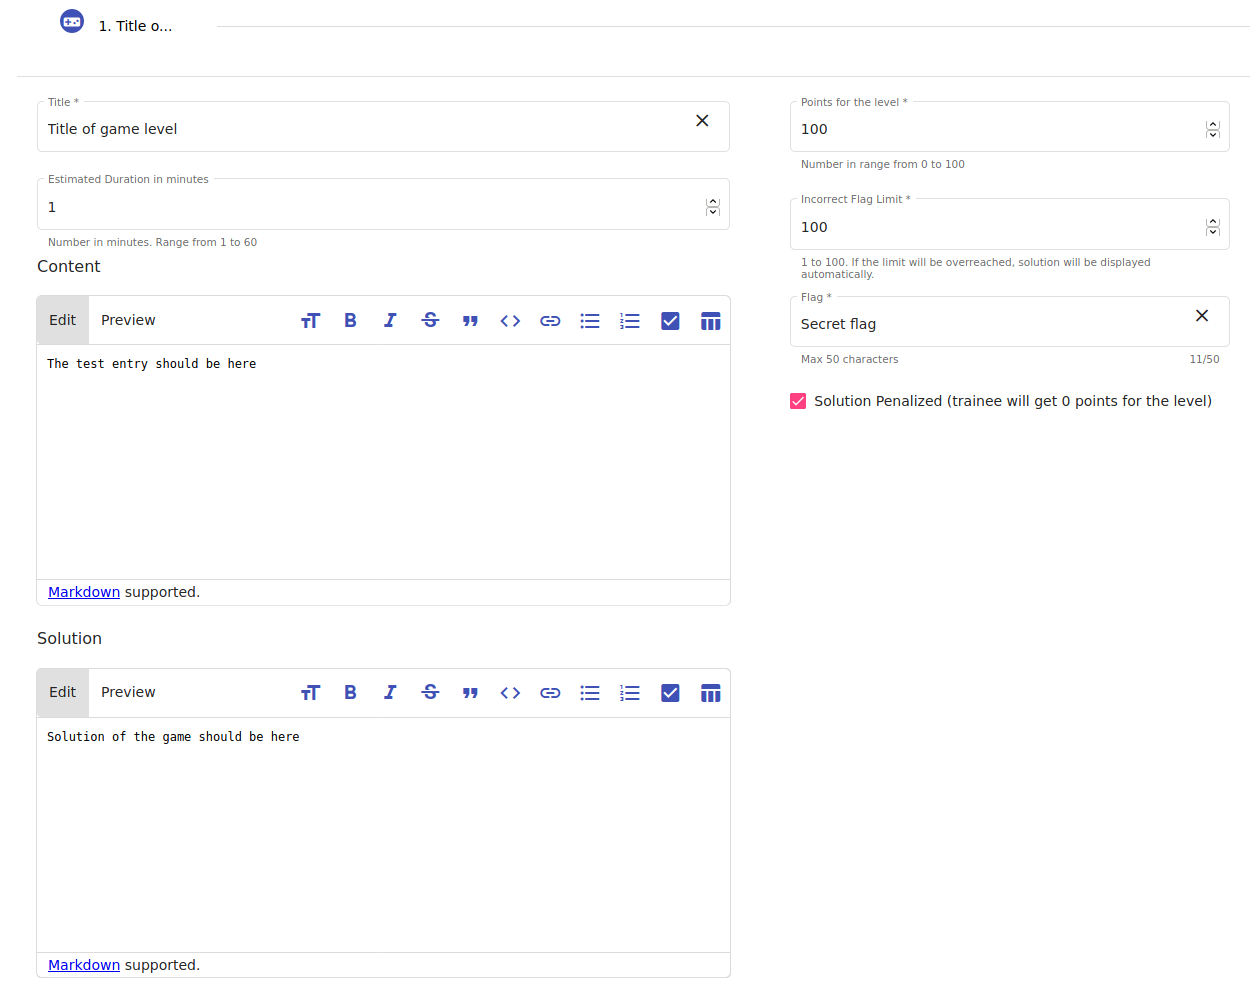 1. Title o...
Title *
Title of game level
Estimated Duration in minutes
1
Number in minutes. Range from 1 to 60
Content
Edit Preview
The test entry should be here
Markdown supported.
Solution
Edit Preview
Solution of the game should be here
Markdown supported.
Points for the level *
100
Number in range from 0 to 100
Incorrect Flag Limit *
100
1 to 100. If the limit will be overreached, solution will be displayed
automatically.
Flag *
Secret flag
Max 50 characters 11/50
Solution Penalized (trainee will get 0 points for the level)